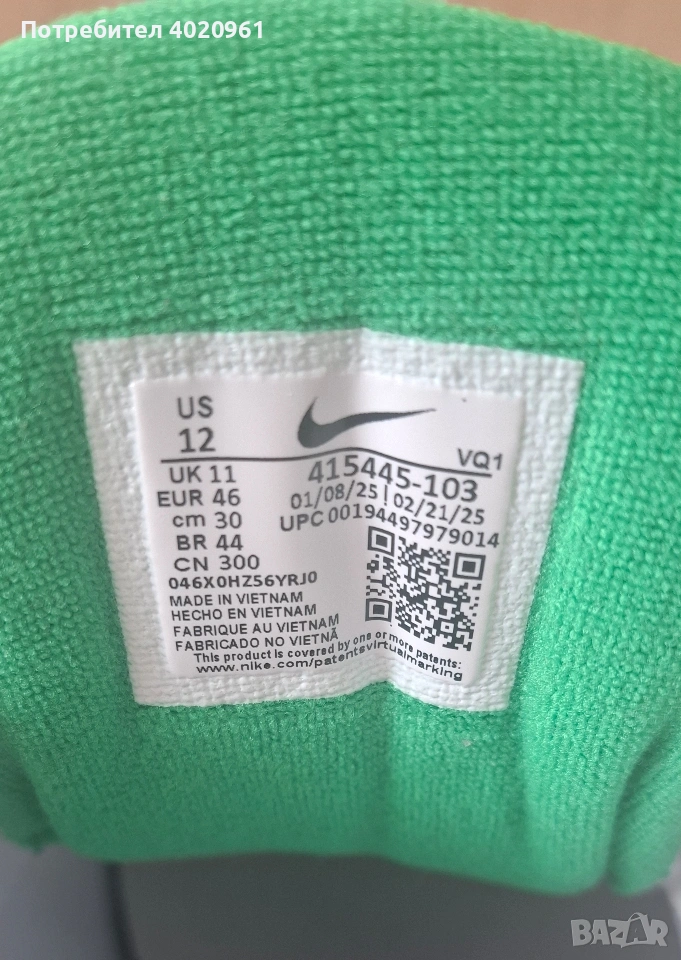 Потребител 4020961
US
12
VQ1
UK 11
415445-103
EUR 46
01/08/25 | 02/21/25
cm 30
UPC 00194497979014
BR 44
CN 300
046X0HZ56YRJ0
MADE IN VIETNAM
HECHO EN VIETNAM
FABRIQUE AU VIETNAM
FABRICADO NO VIETNÃ
This product is covered by one or more patents:
www.nike.com/patentsvirtualmarking
BAZAR